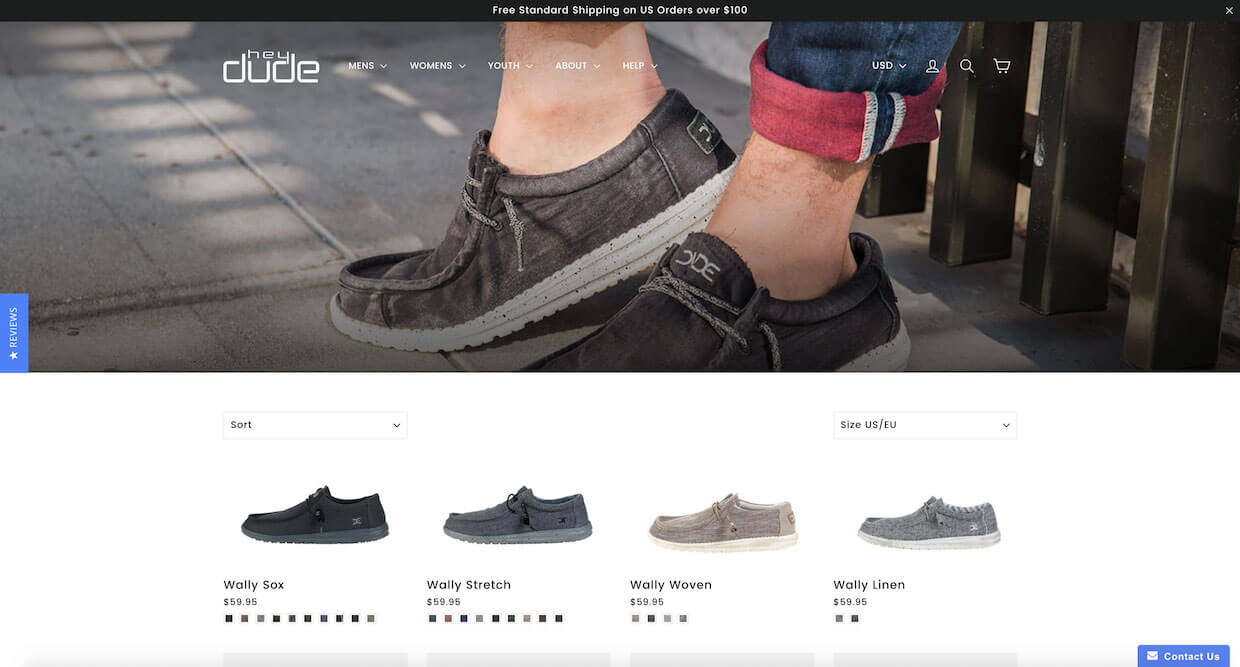 Free Standard Shipping on US Orders over $100
hey
dude
MENS
WOMENS
YOUTH
ABOUT
HELP
USD
DUDE
★ REVIEWS
Sort
Size US/EU
Wally Sox
$59.95
Wally Stretch
$59.95
Wally Woven
$59.95
Wally Linen
$59.95
Contact Us